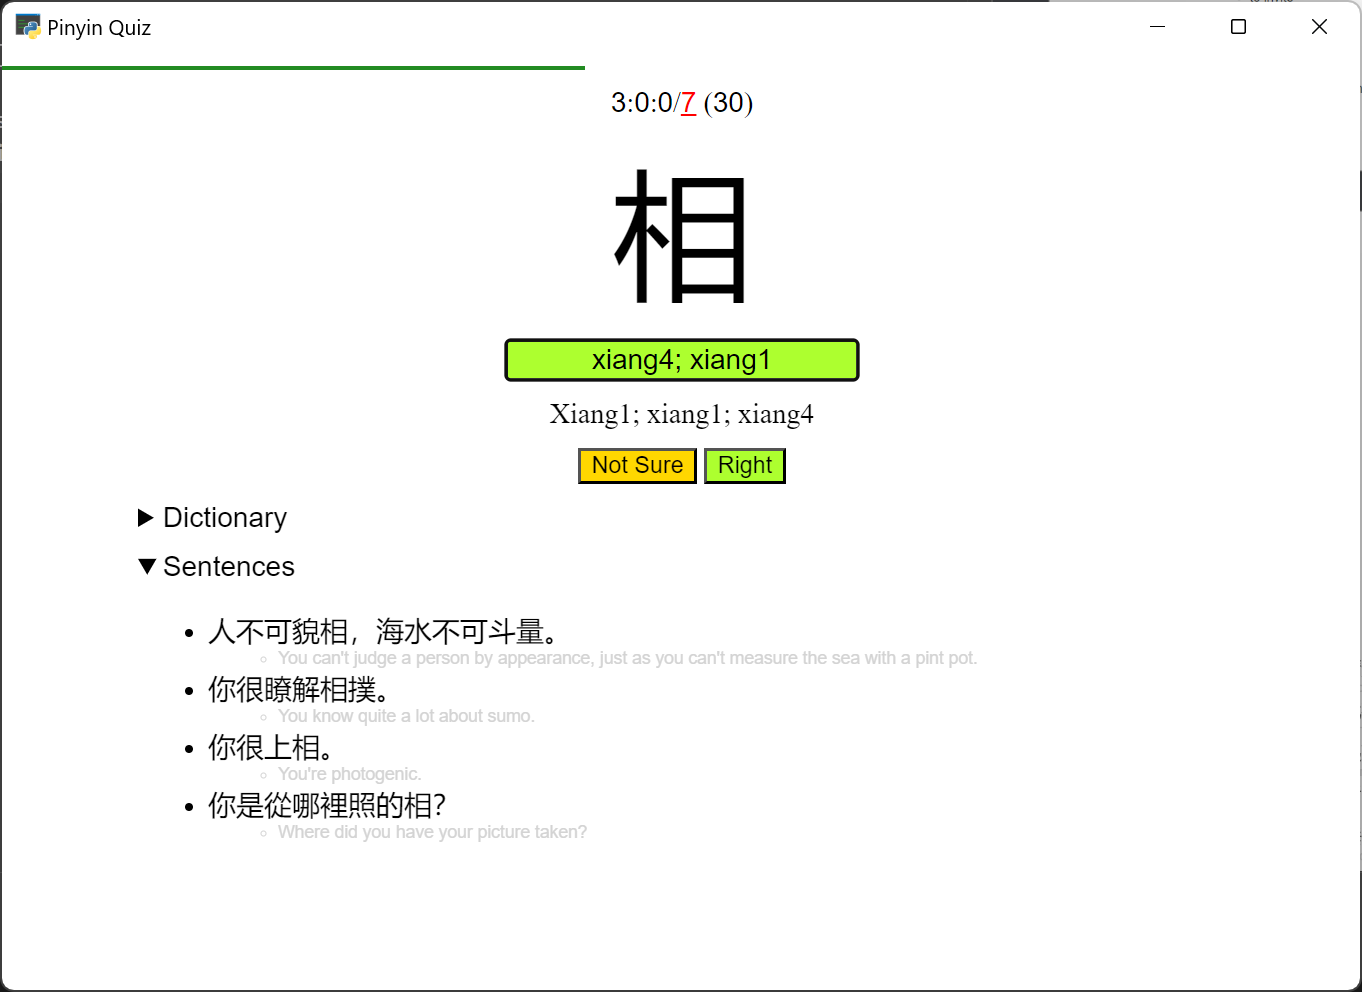 Pinyin Quiz
3:0:0/7 (30)
相
xiang4; xiang1
Xiang1; xiang1; xiang4
Not Sure Right
Dictionary
Sentences
人不可貌相，海水不可斗量。
You can't judge a person by appearance, just as you can't measure the sea with a pint pot.
你很瞭解相撲。
You know quite a lot about sumo.
你很上相。
You're photogenic.
你是從哪裡照的相?
Where did you have your picture taken?